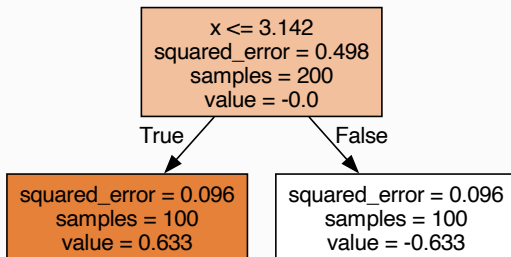 x <= 3.142
squared_error = 0.498
samples = 200
value = -0.0
True
False
squared_error = 0.096
samples = 100
value = 0.633
squared_error = 0.096
samples = 100
value = -0.633